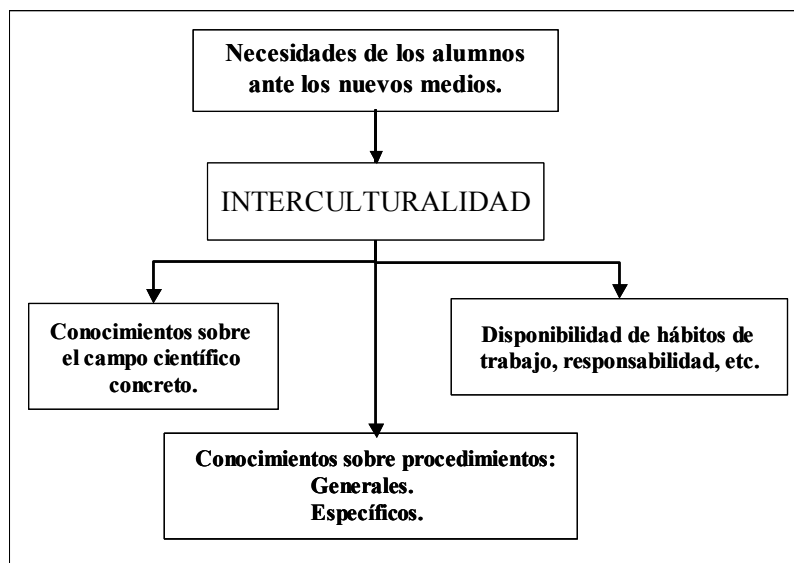 Necesidades de los alumnos
ante los nuevos medios.
INTERCULTURALIDAD
Conocimientos sobre
el campo científico
concreto.
Disponibilidad de hábitos de
trabajo, responsabilidad, etc.
Conocimientos sobre procedimientos:
Generales.
Específicos.